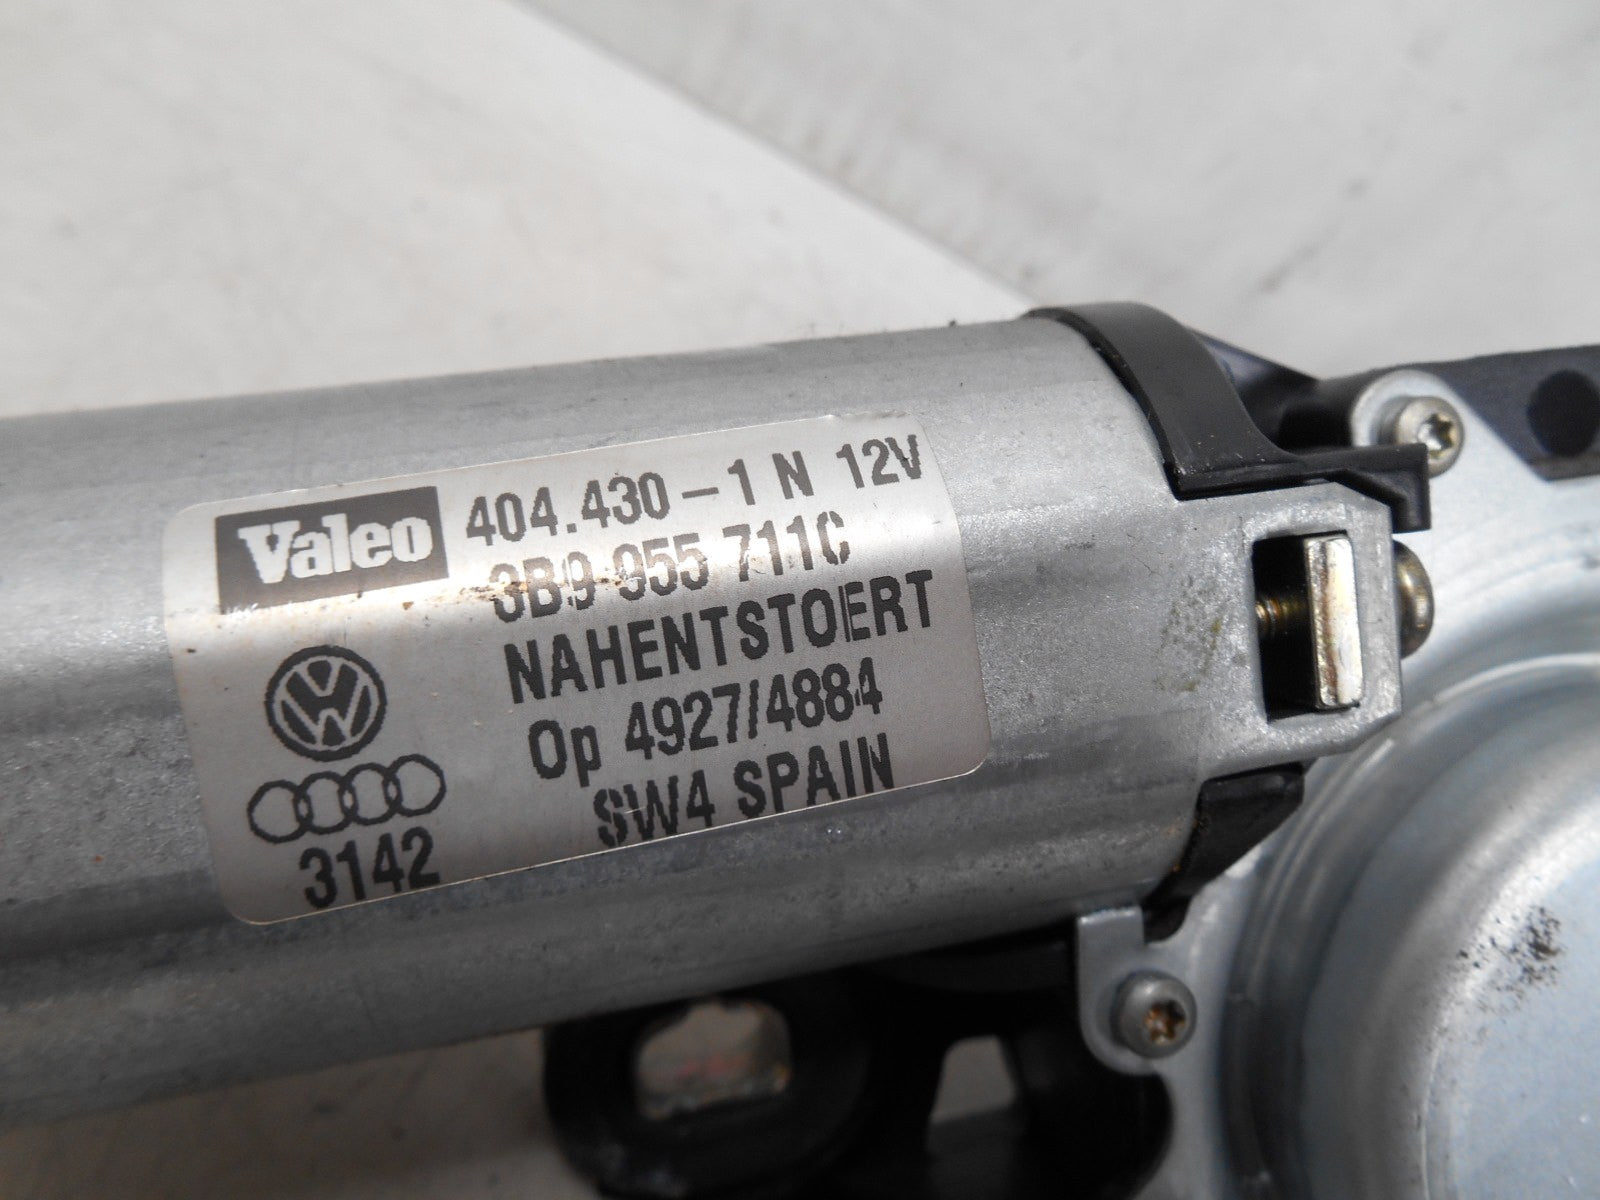 Valeo 404.430-1 N 12V
3B9 955 711C
NAHENTSTOERT
Op 4927/4884
SW4 SPAIN
3142